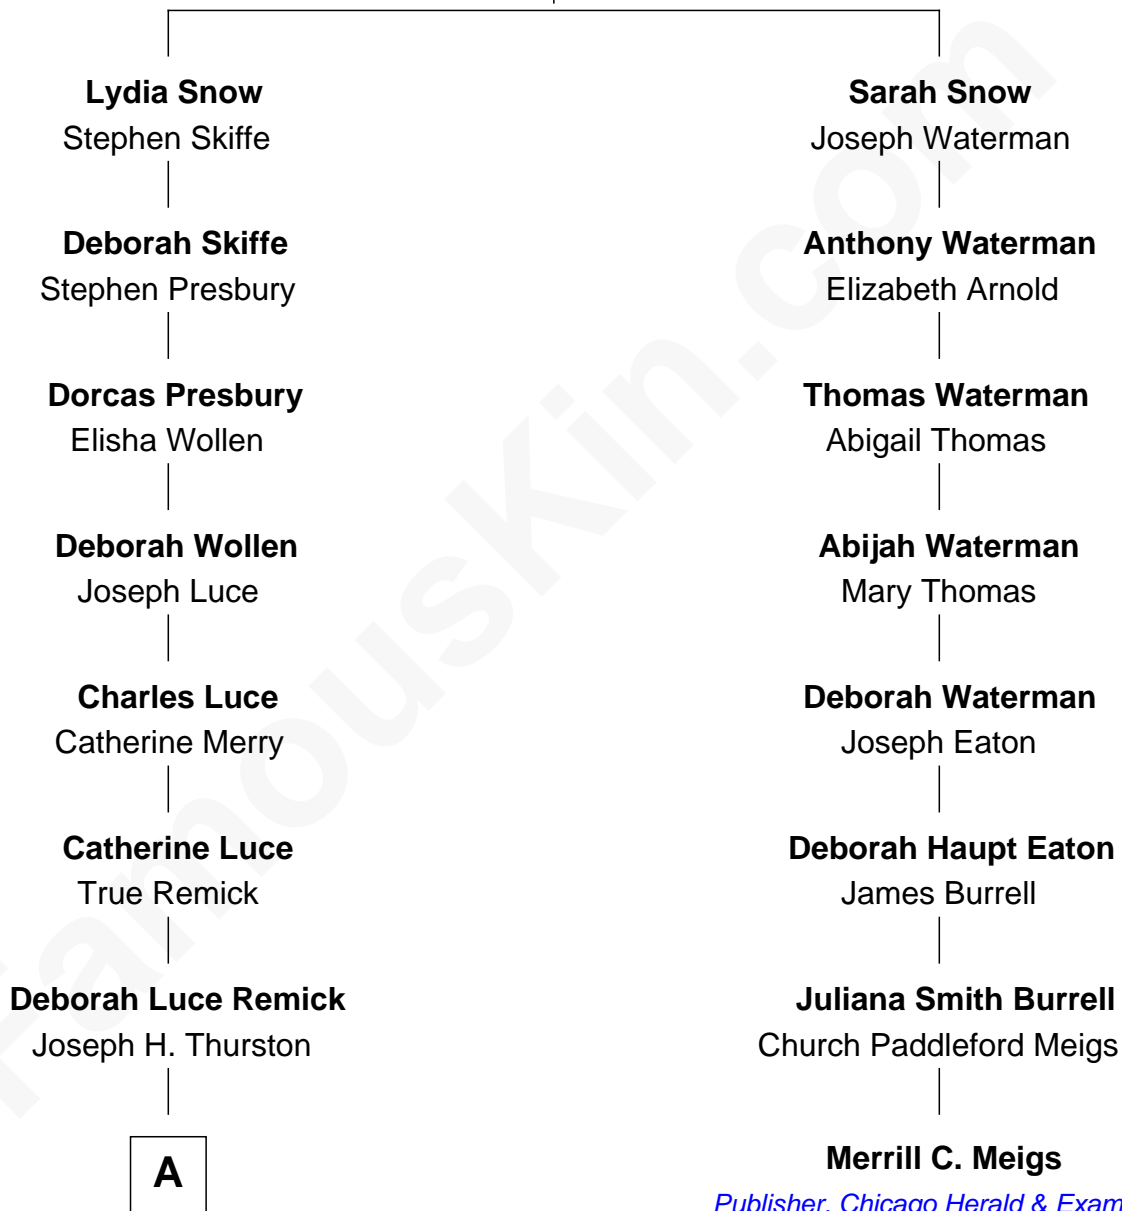 Lydia Snow
Stephen Skiffe
Deborah Skiffe
Stephen Presbury
Dorcas Presbury
Elisha Wollen
Deborah Wollen
Joseph Luce
Charles Luce
Catherine Merry
Catherine Luce
True Remick
Deborah Luce Remick
Joseph H. Thurston
A
Sarah Snow
Joseph Waterman
Anthony Waterman
Elizabeth Arnold
Thomas Waterman
Abigail Thomas
Abijah Waterman
Mary Thomas
Deborah Waterman
Joseph Eaton
Deborah Haupt Eaton
James Burrell
Juliana Smith Burrell
Church Paddleford Meigs
Merrill C. Meigs
Publisher, Chicago Herald & Exam
FamousKin.com